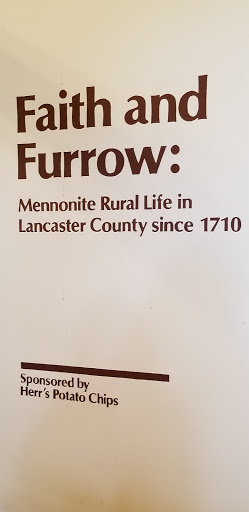 Faith and
Furrow:
Mennonite Rural Life in
Lancaster County since 1710
Sponsored by
Herr's Potato Chips